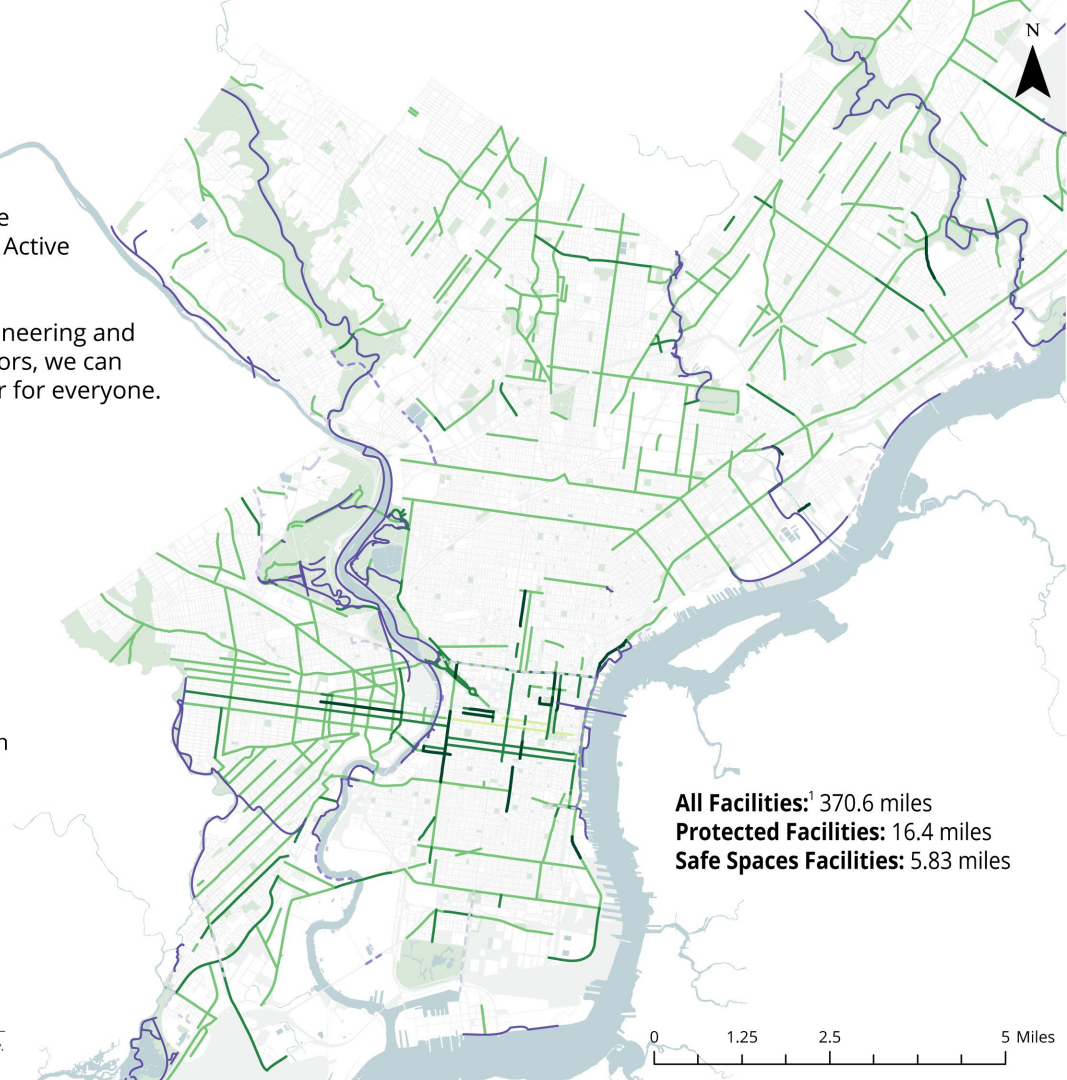 N
e
Active
neering and
ors, we can
r for everyone.
n
All Facilities:¹ 370.6 miles
Protected Facilities: 16.4 miles
Safe Spaces Facilities: 5.83 miles
0 1.25 2.5 5 Miles